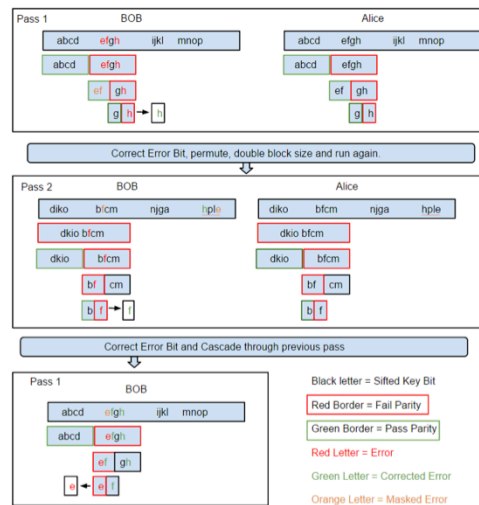 Pass 1 BOB Alice
abcd efgh ijkl mnop abcd efgh ijkl mnop
abcd efgh abcd efgh
ef gh ef gh
g h h g h
Correct Error Bit, permute, double block size and run again.
Pass 2 BOB Alice
diko bfcm njga hple diko bfcm njga hple
dkio bfcm dkio bfcm
dkio bfcm dkio bfcm
bf cm bf cm
b f f b f
Correct Error Bit and Cascade through previous pass
Pass 1
BOB
abcd efgh ijkl mnop
abcd efgh
ef gh
e e f
Black letter = Sifted Key Bit
Red Border = Fail Parity
Green Border = Pass Parity
Red Letter = Error
Green Letter = Corrected Error
Orange Letter = Masked Error